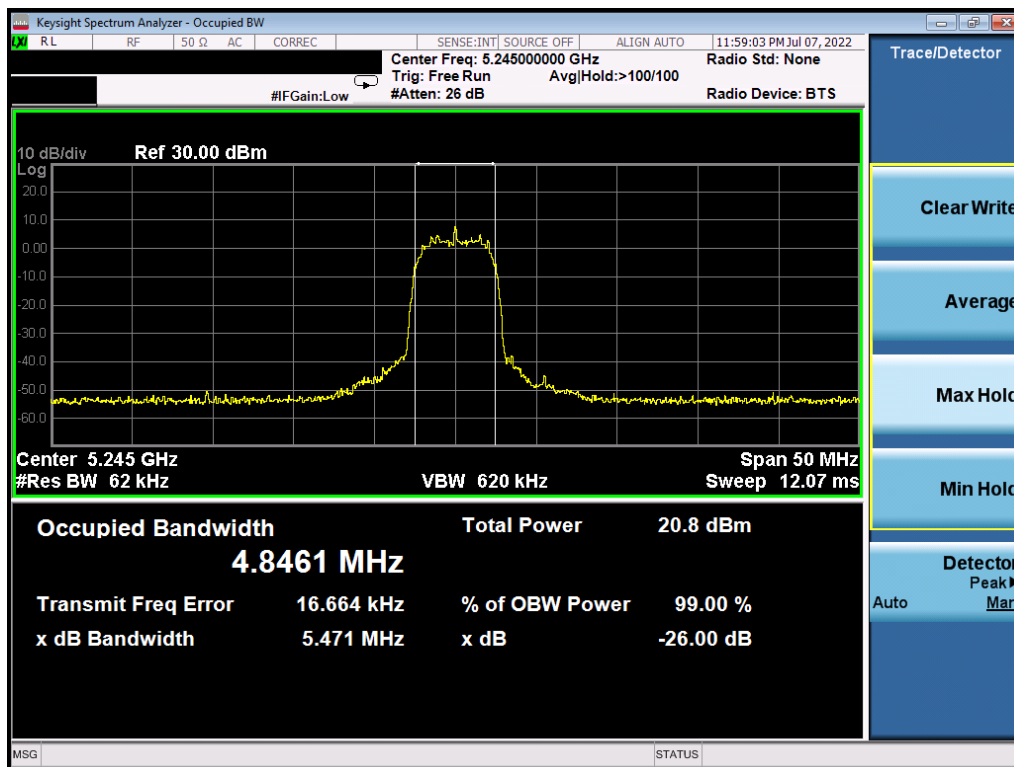 Keysight Spectrum Analyzer - Occupied BW
LXI RL RF 50 Ω AC CORREC SENSE:INT SOURCE OFF ALIGN AUTO 11:59:03 PM Jul 07, 2022
Center Freq: 5.245000000 GHz Radio Std: None
Trig: Free Run Avg|Hold:>100/100
#IFGain:Low #Atten: 26 dB Radio Device: BTS
10 dB/div Ref 30.00 dBm
Log
20.0
10.0
0.00
-10.0
-20.0
-30.0
-40.0
-50.0
-60.0
Center 5.245 GHz Span 50 MHz
#Res BW 62 kHz VBW 620 kHz Sweep 12.07 ms
Occupied Bandwidth Total Power 20.8 dBm
4.8461 MHz
Transmit Freq Error 16.664 kHz % of OBW Power 99.00 %
x dB Bandwidth 5.471 MHz x dB -26.00 dB
MSG STATUS
Trace/Detector
Clear Write
Average
Max Hold
Min Hold
Detector
Peak▶
Auto Man